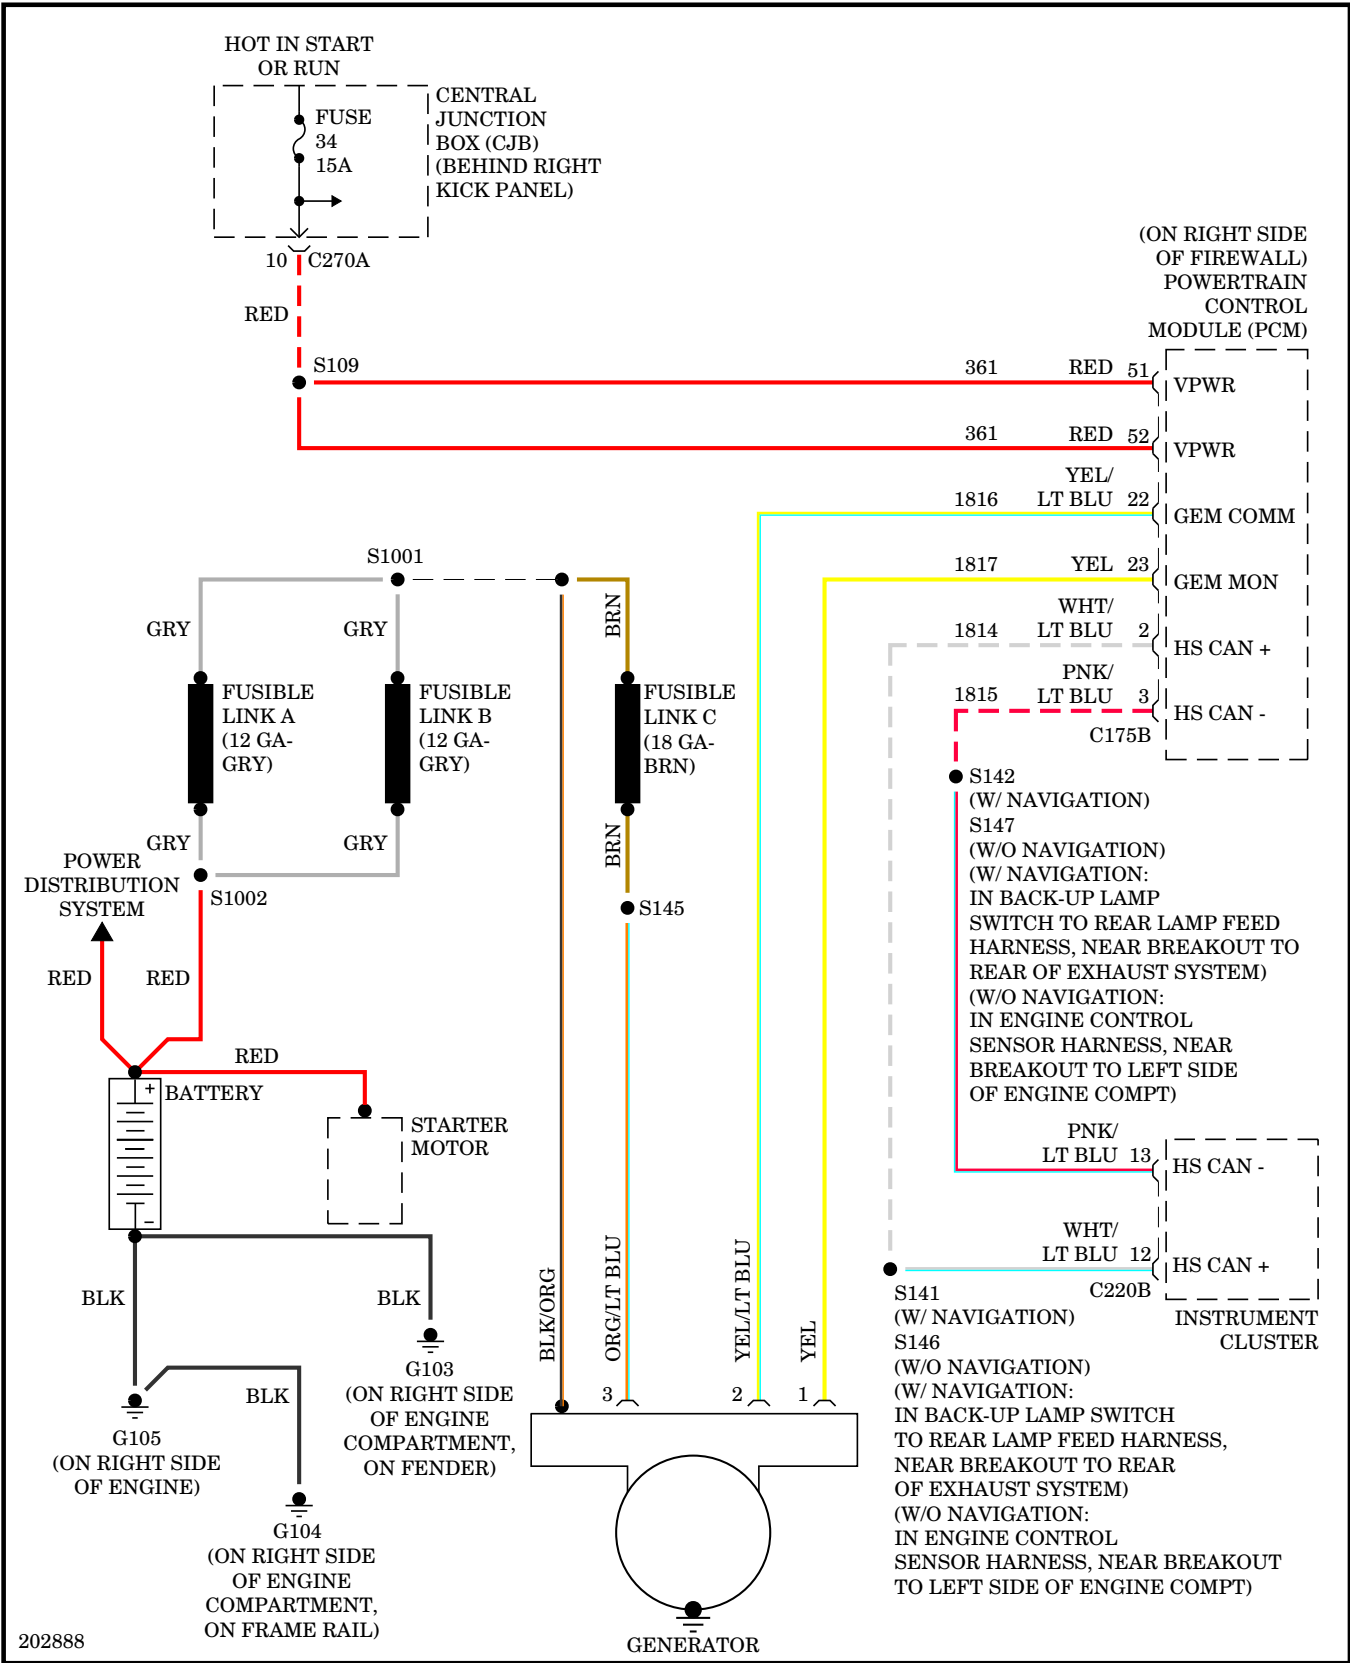 HOT IN START
OR RUN
FUSE
34
15A
CENTRAL
JUNCTION
BOX (CJB)
(BEHIND RIGHT
KICK PANEL)
10 C270A
RED
S109
(ON RIGHT SIDE
OF FIREWALL)
POWERTRAIN
CONTROL
MODULE (PCM)
361 RED 51 VPWR
361 RED 52 VPWR
YEL/
1816 LT BLU 22 GEM COMM
1817 YEL 23 GEM MON
WHT/
1814 LT BLU 2 HS CAN +
PNK/
1815 LT BLU 3 HS CAN -
C175B
S1001
GRY
GRY
BRN
FUSIBLE
LINK A
(12 GA-
GRY)
FUSIBLE
LINK B
(12 GA-
GRY)
FUSIBLE
LINK C
(18 GA-
BRN)
GRY
GRY
BRN
S1002
S145
POWER
DISTRIBUTION
SYSTEM
RED
RED
RED
+
BATTERY
−
STARTER
MOTOR
S142
(W/ NAVIGATION)
S147
(W/O NAVIGATION)
(W/ NAVIGATION:
IN BACK-UP LAMP
SWITCH TO REAR LAMP FEED
HARNESS, NEAR BREAKOUT TO
REAR OF EXHAUST SYSTEM)
(W/O NAVIGATION:
IN ENGINE CONTROL
SENSOR HARNESS, NEAR
BREAKOUT TO LEFT SIDE
OF ENGINE COMPT)
PNK/
LT BLU 13 HS CAN -
WHT/
LT BLU 12 HS CAN +
C220B
INSTRUMENT
CLUSTER
S141
(W/ NAVIGATION)
S146
(W/O NAVIGATION)
(W/ NAVIGATION:
IN BACK-UP LAMP SWITCH
TO REAR LAMP FEED HARNESS,
NEAR BREAKOUT TO REAR
OF EXHAUST SYSTEM)
(W/O NAVIGATION:
IN ENGINE CONTROL
SENSOR HARNESS, NEAR BREAKOUT
TO LEFT SIDE OF ENGINE COMPT)
BLK
BLK
BLK
G103
(ON RIGHT SIDE
OF ENGINE
COMPARTMENT,
ON FENDER)
G105
(ON RIGHT SIDE
OF ENGINE)
G104
(ON RIGHT SIDE
OF ENGINE
COMPARTMENT,
ON FRAME RAIL)
BLK/ORG
ORG/LT BLU
YEL/LT BLU
YEL
3
2
1
GENERATOR
202888